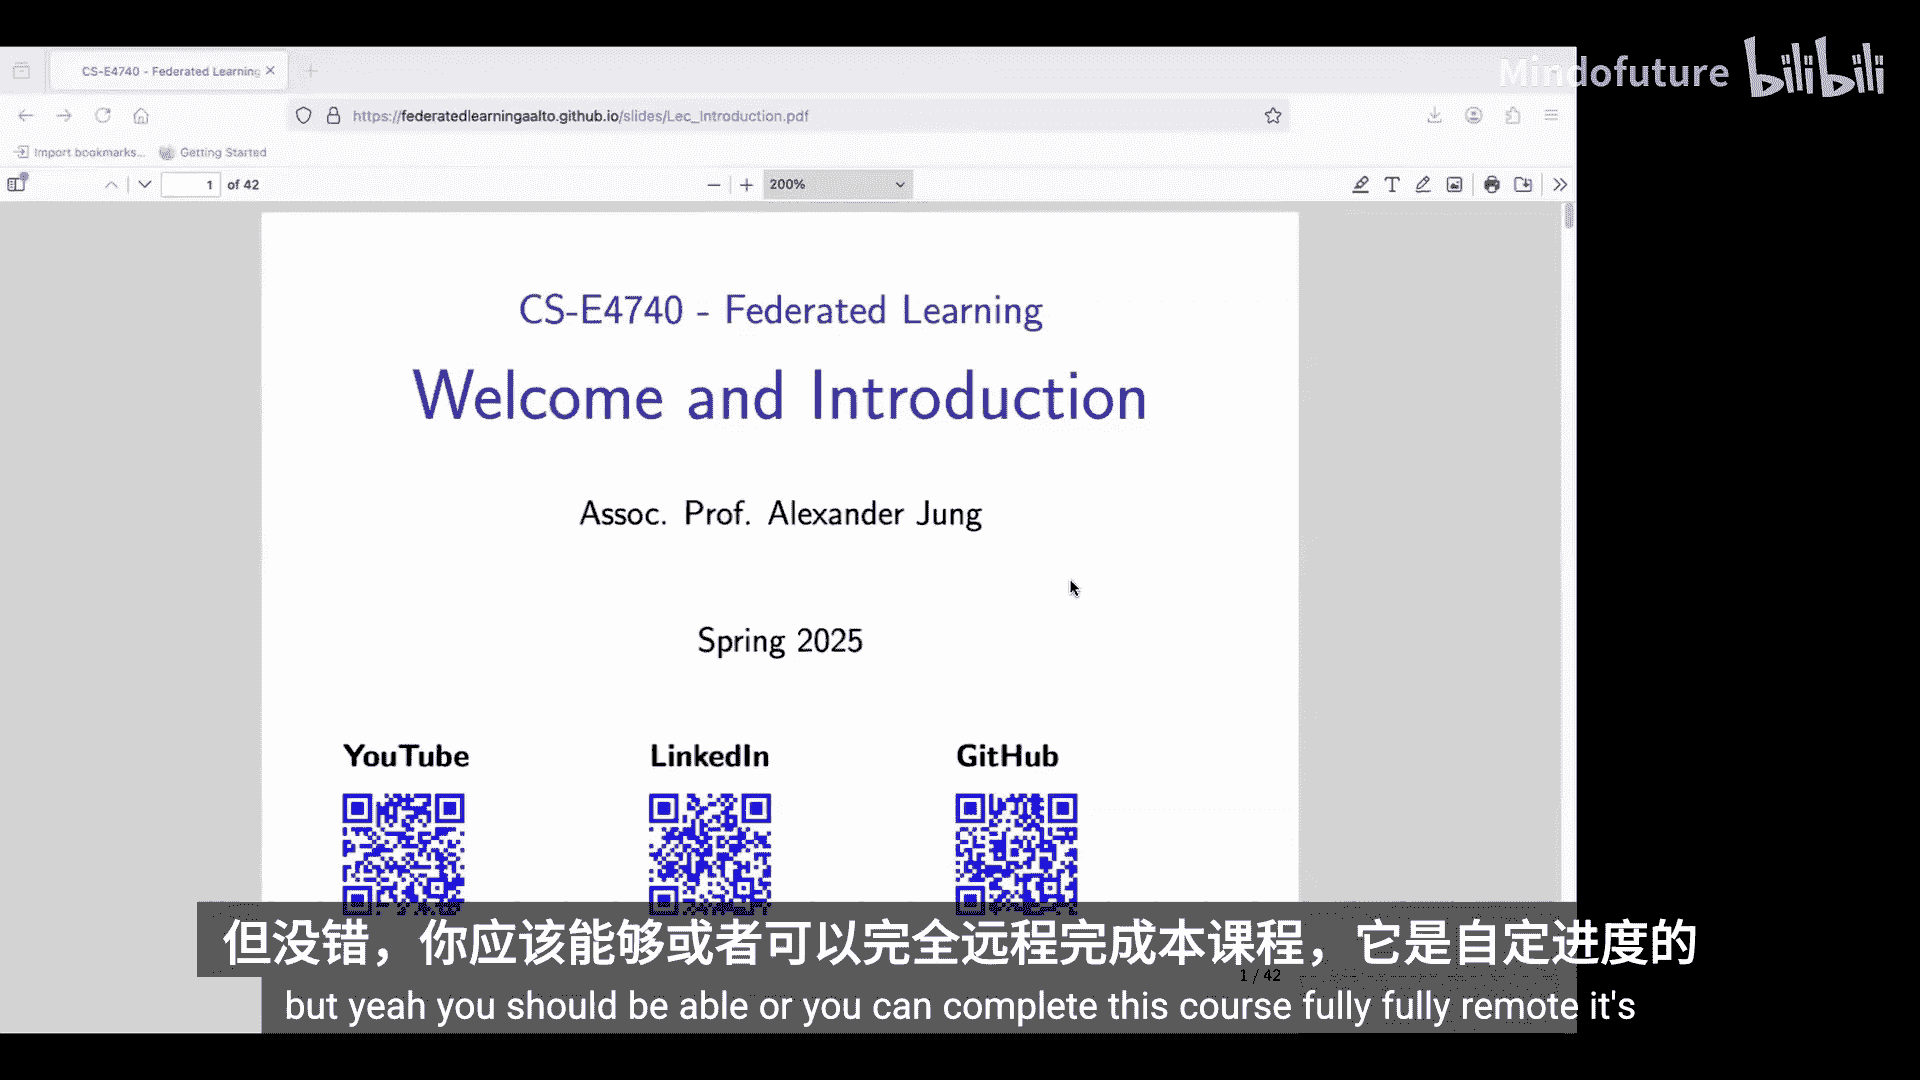 CS-E4740 - Federated Learning
Mindofuture bilibili
https://federatedlearningaalto.github.io/slides/Lec_Introduction.pdf
Import bookmarks...
Getting Started
1 of 42
200%
CS-E4740 - Federated Learning
Welcome and Introduction
Assoc. Prof. Alexander Jung
Spring 2025
YouTube
LinkedIn
GitHub
但没错，你应该能够或者可以完全远程完成本课程，它是自定进度的
1 / 42
but yeah you should be able or you can complete this course fully fully remote it's